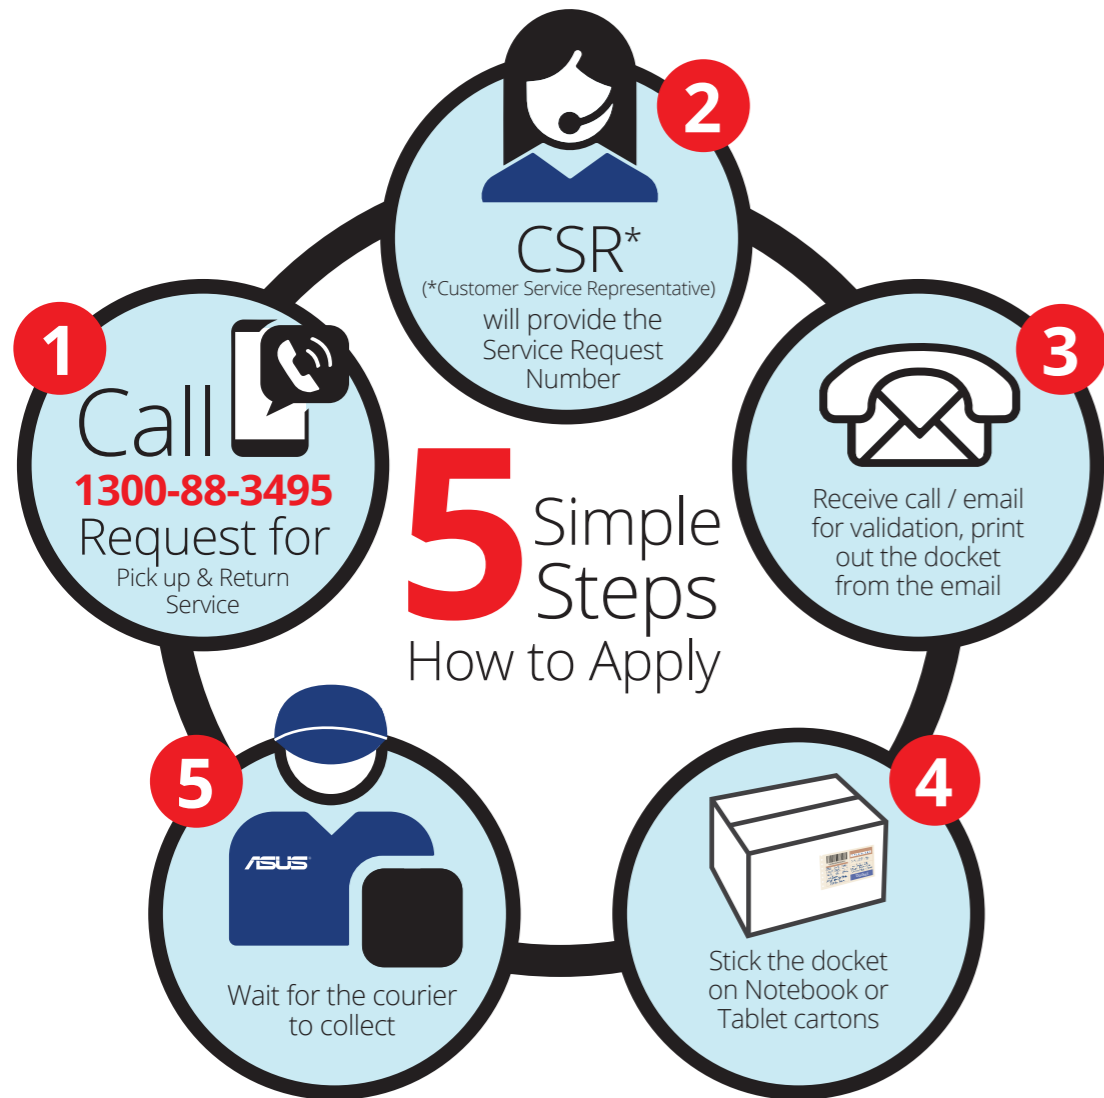 5 Simple
Steps
How to Apply
1
Call
1300-88-3495
Request for
Pick up & Return
Service
2
CSR*
(*Customer Service Representative)
will provide the
Service Request
Number
3
Receive call / email
for validation, print
out the docket
from the email
4
Stick the docket
on Notebook or
Tablet cartons
5
ASUS
Wait for the courier
to collect